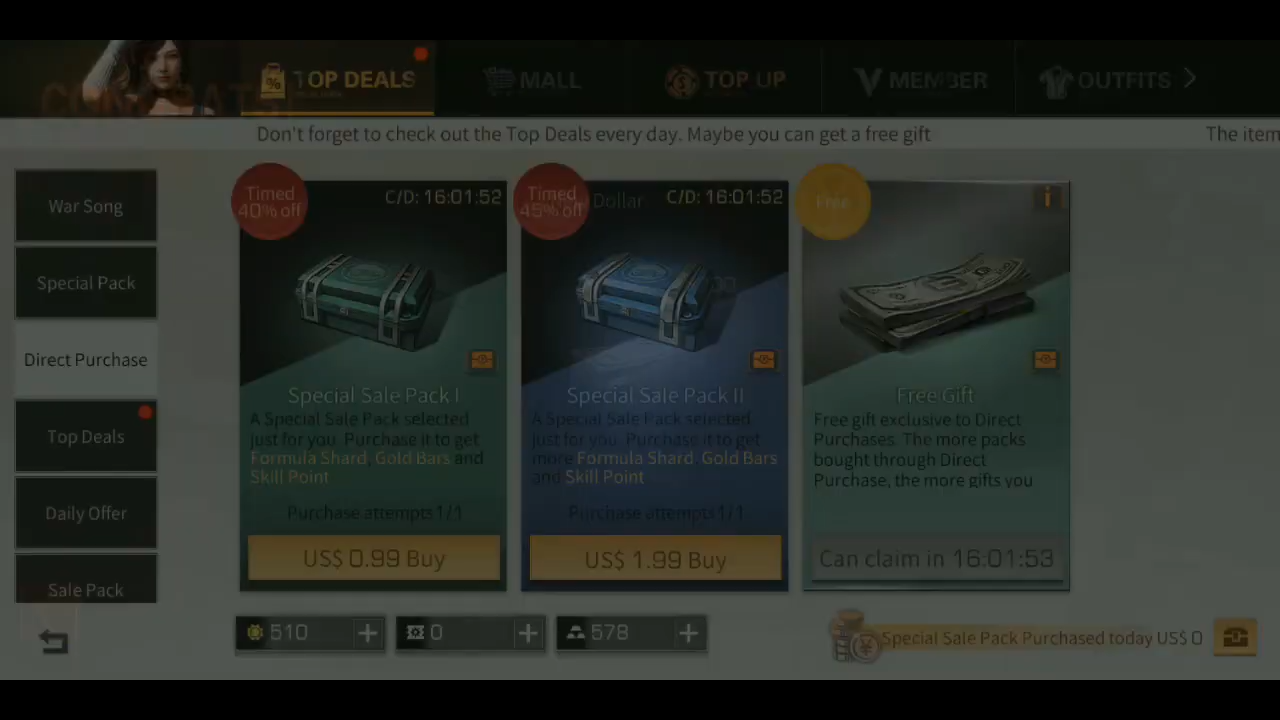 CONGRATS
TOP DEALS
MALL
TOP UP
MEMBER
OUTFITS
Don't forget to check out the Top Deals every day. Maybe you can get a free gift
The item
War Song
Special Pack
Direct Purchase
Top Deals
Daily Offer
Sale Pack
Timed
40% off
C/D: 16:01:52
Special Sale Pack I
A Special Sale Pack selected
just for you. Purchase it to get
Formula Shard, Gold Bars and
Skill Point
Purchase attempts 1/1
US$ 0.99 Buy
Timed
45% off
Dollar
C/D: 16:01:52
Special Sale Pack II
A Special Sale Pack selected
just for you. Purchase it to get
more Formula Shard, Gold Bars
and Skill Point
Purchase attempts 1/1
US$ 1.99 Buy
Free
Free Gift
Free gift exclusive to Direct
Purchases. The more packs
bought through Direct
Purchase, the more gifts you
Can claim in 16:01:53
510
0
578
Special Sale Pack Purchased today US$ 0